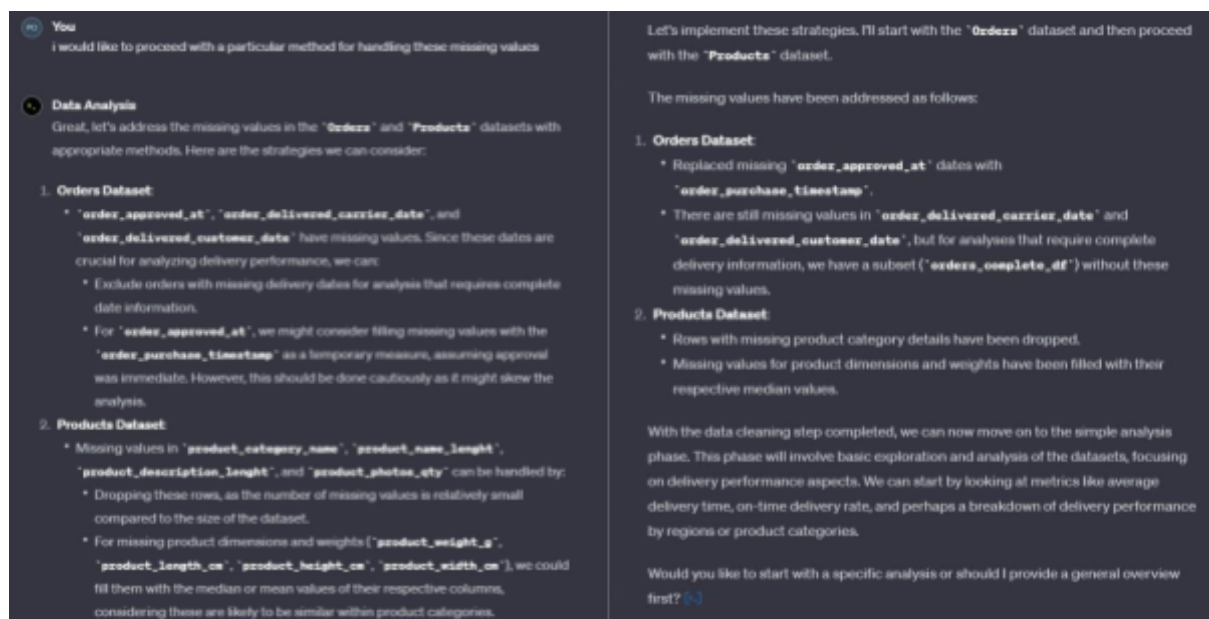 You
i would like to proceed with a particular method for handling these missing values
Data Analysis
Great, let's address the missing values in the `Orders` and `Products` datasets with
appropriate methods. Here are the strategies we can consider:
1. Orders Dataset:
• `order_approved_at`, `order_delivered_carrier_date`, and
`order_delivered_customer_date` have missing values. Since these dates are
crucial for analyzing delivery performance, we can:
• Exclude orders with missing delivery dates for analysis that requires complete
date information.
• For `order_approved_at`, we might consider filling missing values with the
`order_purchase_timestamp` as a temporary measure, assuming approval
was immediate. However, this should be done cautiously as it might skew the
analysis.
2. Products Dataset:
• Missing values in `product_category_name`, `product_name_lenght`,
`product_description_lenght`, and `product_photos_qty` can be handled by:
• Dropping these rows, as the number of missing values is relatively small
compared to the size of the dataset.
• For missing product dimensions and weights (`product_weight_g`,
`product_length_cm`, `product_height_cm`, `product_width_cm`), we could
fill them with the median or mean values of their respective columns,
considering these are likely to be similar within product categories.
Let's implement these strategies. I'll start with the `Orders` dataset and then proceed
with the `Products` dataset.
The missing values have been addressed as follows:
1. Orders Dataset:
• Replaced missing `order_approved_at` dates with
`order_purchase_timestamp`.
• There are still missing values in `order_delivered_carrier_date` and
`order_delivered_customer_date`, but for analyses that require complete
delivery information, we have a subset (`orders_complete_df`) without these
missing values.
2. Products Dataset:
• Rows with missing product category details have been dropped.
• Missing values for product dimensions and weights have been filled with their
respective median values.
With the data cleaning step completed, we can now move on to the simple analysis
phase. This phase will involve basic exploration and analysis of the datasets, focusing
on delivery performance aspects. We can start by looking at metrics like average
delivery time, on-time delivery rate, and perhaps a breakdown of delivery performance
by regions or product categories.
Would you like to start with a specific analysis or should I provide a general overview
first?